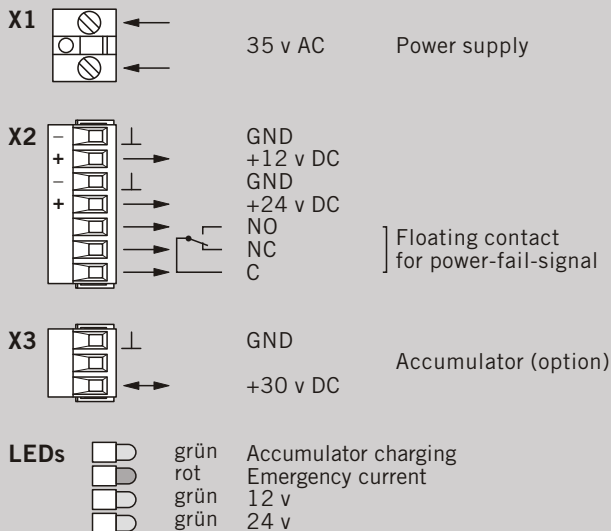 X1
35 v AC Power supply
X2
– ⊥ GND
+ +12 v DC
– ⊥ GND
+ +24 v DC
NO
NC
C
Floating contact
for power-fail-signal
X3 ⊥ GND
Accumulator (option)
+30 v DC
LEDs grün Accumulator charging
rot Emergency current
grün 12 v
grün 24 v